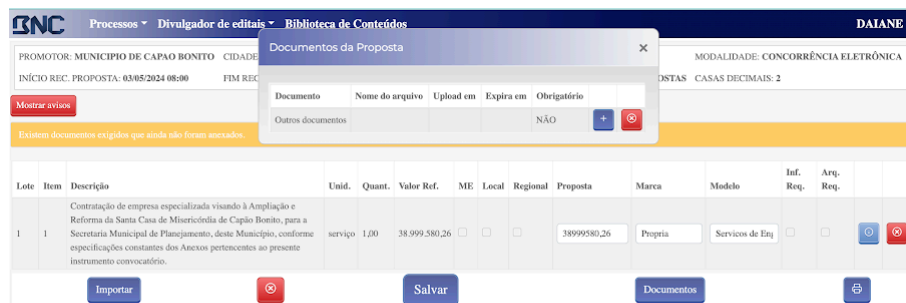 BNC Processos Divulgador de editais Biblioteca de Conteúdos DAIANE
Documentos da Proposta ×
PROMOTOR: MUNICIPIO DE CAPAO BONITO CIDADE MODALIDADE: CONCORRÊNCIA ELETRÔNICA
INÍCIO REC. PROPOSTA: 03/05/2024 08:00 FIM REC OSTAS CASAS DECIMAIS: 2
Documento Nome do arquivo Upload em Expira em Obrigatório
Outros documentos NÃO +
Mostrar avisos
Existem documentos exigidos que ainda não foram anexados.
Lote Item Descrição Unid. Quant. Valor Ref. ME Local Regional Proposta Marca Modelo Inf. Req. Arq. Req.
Contratação de empresa especializada visando à Ampliação e
Reforma da Santa Casa de Misericórdia de Capão Bonito, para a
1 1 Secretaria Municipal de Planejamento, deste Município, conforme serviço 1,00 38.999.580,26 38999580,26 Propria Servicos de Eng
especificações constantes dos Anexos pertencentes ao presente
instrumento convocatório.
Importar Salvar Documentos